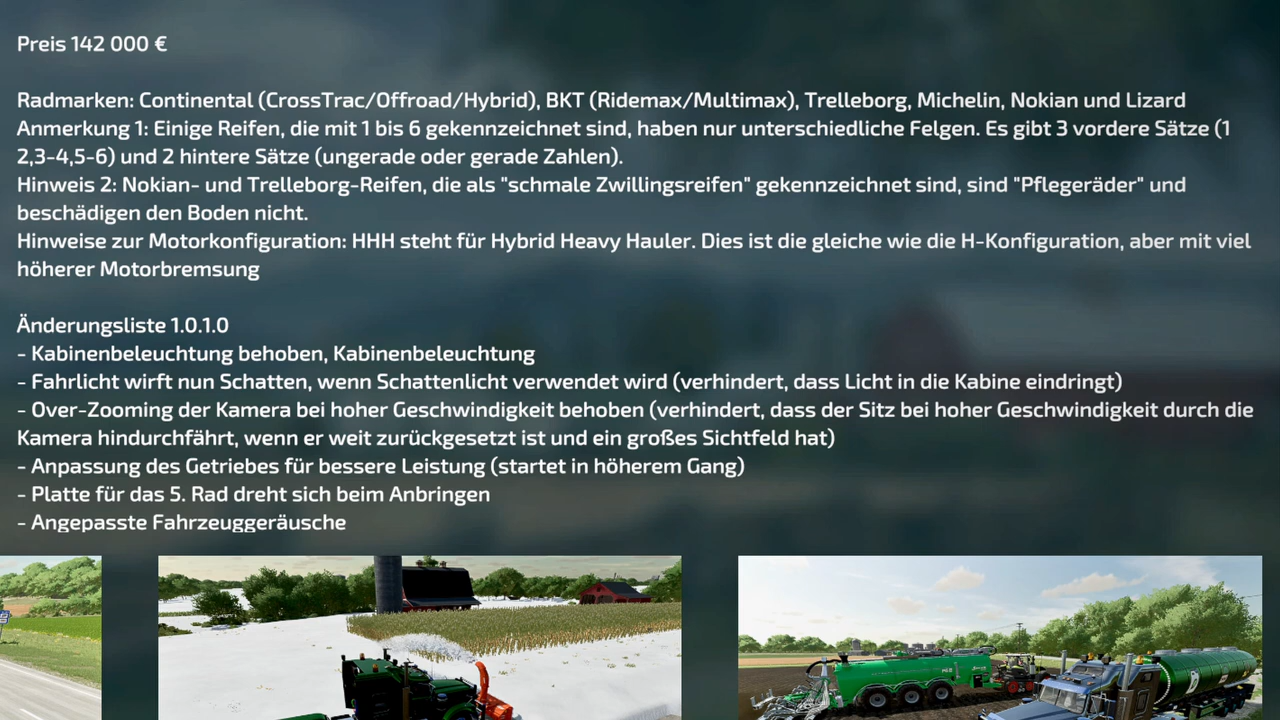 Preis 142 000 €
Radmarken: Continental (CrossTrac/Offroad/Hybrid), BKT (Ridemax/Multimax), Trelleborg, Michelin, Nokian und Lizard
Anmerkung 1: Einige Reifen, die mit 1 bis 6 gekennzeichnet sind, haben nur unterschiedliche Felgen. Es gibt 3 vordere Sätze (1
2,3-4,5-6) und 2 hintere Sätze (ungerade oder gerade Zahlen).
Hinweis 2: Nokian- und Trelleborg-Reifen, die als "schmale Zwillingsreifen" gekennzeichnet sind, sind "Pflegeräder" und
beschädigen den Boden nicht.
Hinweise zur Motorkonfiguration: HHH steht für Hybrid Heavy Hauler. Dies ist die gleiche wie die H-Konfiguration, aber mit viel
höherer Motorbremsung
Änderungsliste 1.0.1.0
- Kabinenbeleuchtung behoben, Kabinenbeleuchtung
- Fahrlicht wirft nun Schatten, wenn Schattenlicht verwendet wird (verhindert, dass Licht in die Kabine eindringt)
- Over-Zooming der Kamera bei hoher Geschwindigkeit behoben (verhindert, dass der Sitz bei hoher Geschwindigkeit durch die
Kamera hindurchfährt, wenn er weit zurückgesetzt ist und ein großes Sichtfeld hat)
- Anpassung des Getriebes für bessere Leistung (startet in höherem Gang)
- Platte für das 5. Rad dreht sich beim Anbringen
- Angepasste Fahrzeuggeräusche